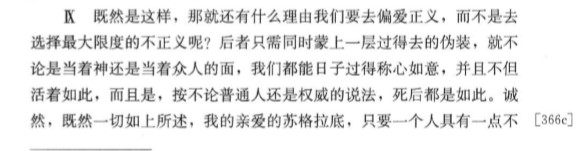 Ⅸ 既然是这样，那就还有什么理由我们要去偏爱正义，而不是去
选择最大限度的不正义呢？后者只需同时蒙上一层过得去的伪装，就不
论是当着神还是当着众人的面，我们都能日子过得称心如意，并且不但
活着如此，而且是，按不论普通人还是权威的说法，死后都是如此。诚
然，既然一切如上所述，我的亲爱的苏格拉底，只要一个人具有一点不 [366c]